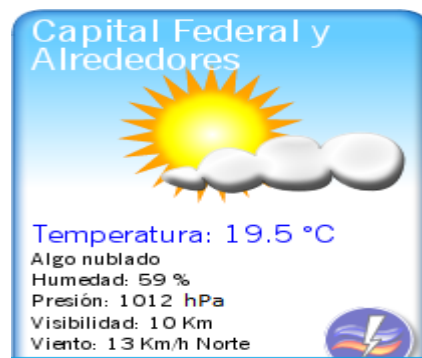 Capital Federal y
Alrededores
Temperatura: 19.5 °C
Algo nublado
Humedad: 59 %
Presión: 1012 hPa
Visibilidad: 10 Km
Viento: 13 Km/h Norte